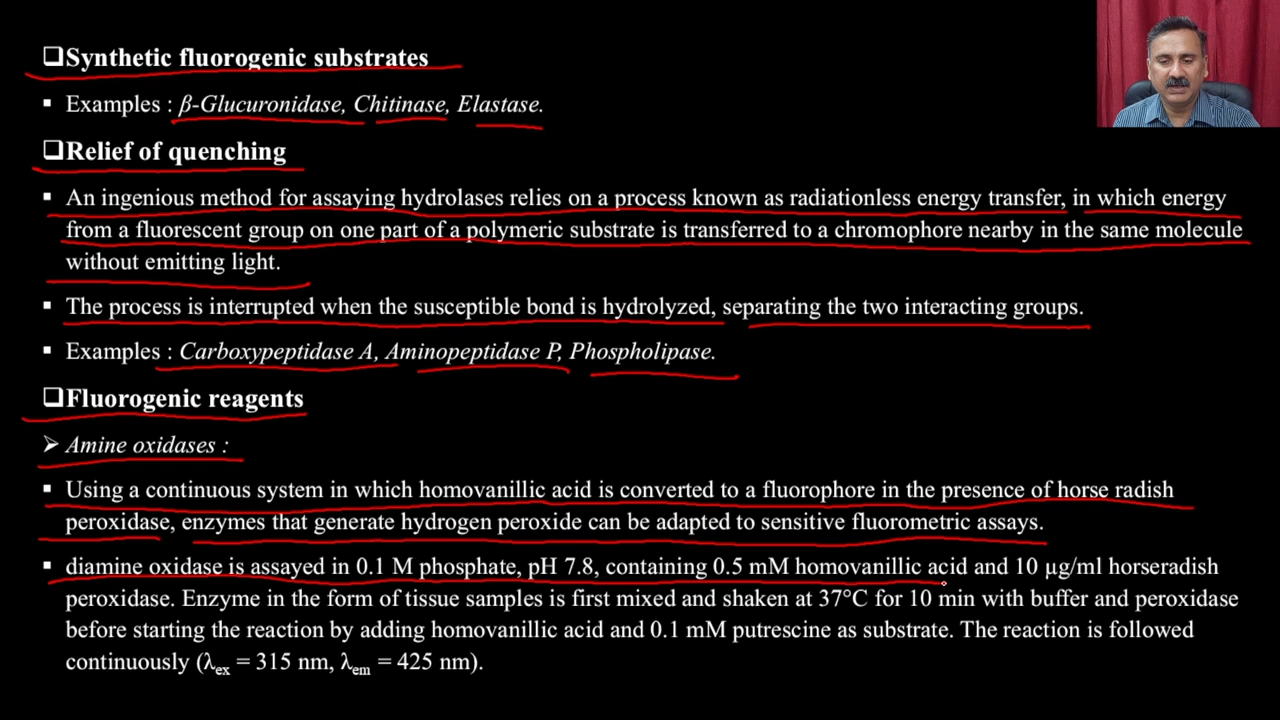 ❑Synthetic fluorogenic substrates
▪ Examples : β-Glucuronidase, Chitinase, Elastase.
❑Relief of quenching
▪ An ingenious method for assaying hydrolases relies on a process known as radiationless energy transfer, in which energy
from a fluorescent group on one part of a polymeric substrate is transferred to a chromophore nearby in the same molecule
without emitting light.
▪ The process is interrupted when the susceptible bond is hydrolyzed, separating the two interacting groups.
▪ Examples : Carboxypeptidase A, Aminopeptidase P, Phospholipase.
❑Fluorogenic reagents
➢ Amine oxidases :
▪ Using a continuous system in which homovanillic acid is converted to a fluorophore in the presence of horse radish
peroxidase, enzymes that generate hydrogen peroxide can be adapted to sensitive fluorometric assays.
▪ diamine oxidase is assayed in 0.1 M phosphate, pH 7.8, containing 0.5 mM homovanillic acid and 10 µg/ml horseradish
peroxidase. Enzyme in the form of tissue samples is first mixed and shaken at 37°C for 10 min with buffer and peroxidase
before starting the reaction by adding homovanillic acid and 0.1 mM putrescine as substrate. The reaction is followed
continuously (λex = 315 nm, λem = 425 nm).